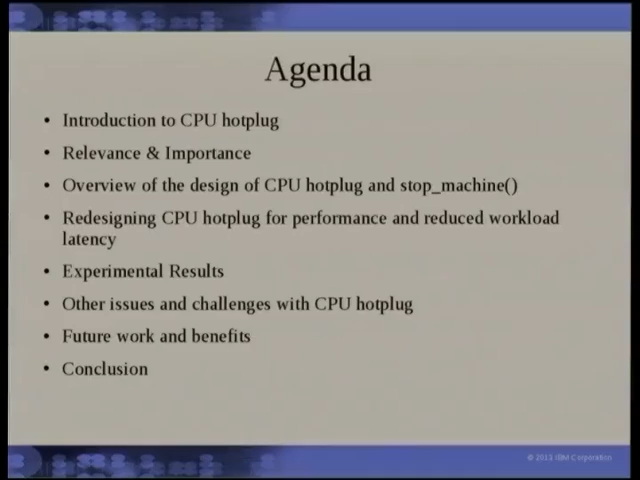 Agenda
• Introduction to CPU hotplug
• Relevance & Importance
• Overview of the design of CPU hotplug and stop_machine()
• Redesigning CPU hotplug for performance and reduced workload
latency
• Experimental Results
• Other issues and challenges with CPU hotplug
• Future work and benefits
• Conclusion
© 2013 IBM Corporation